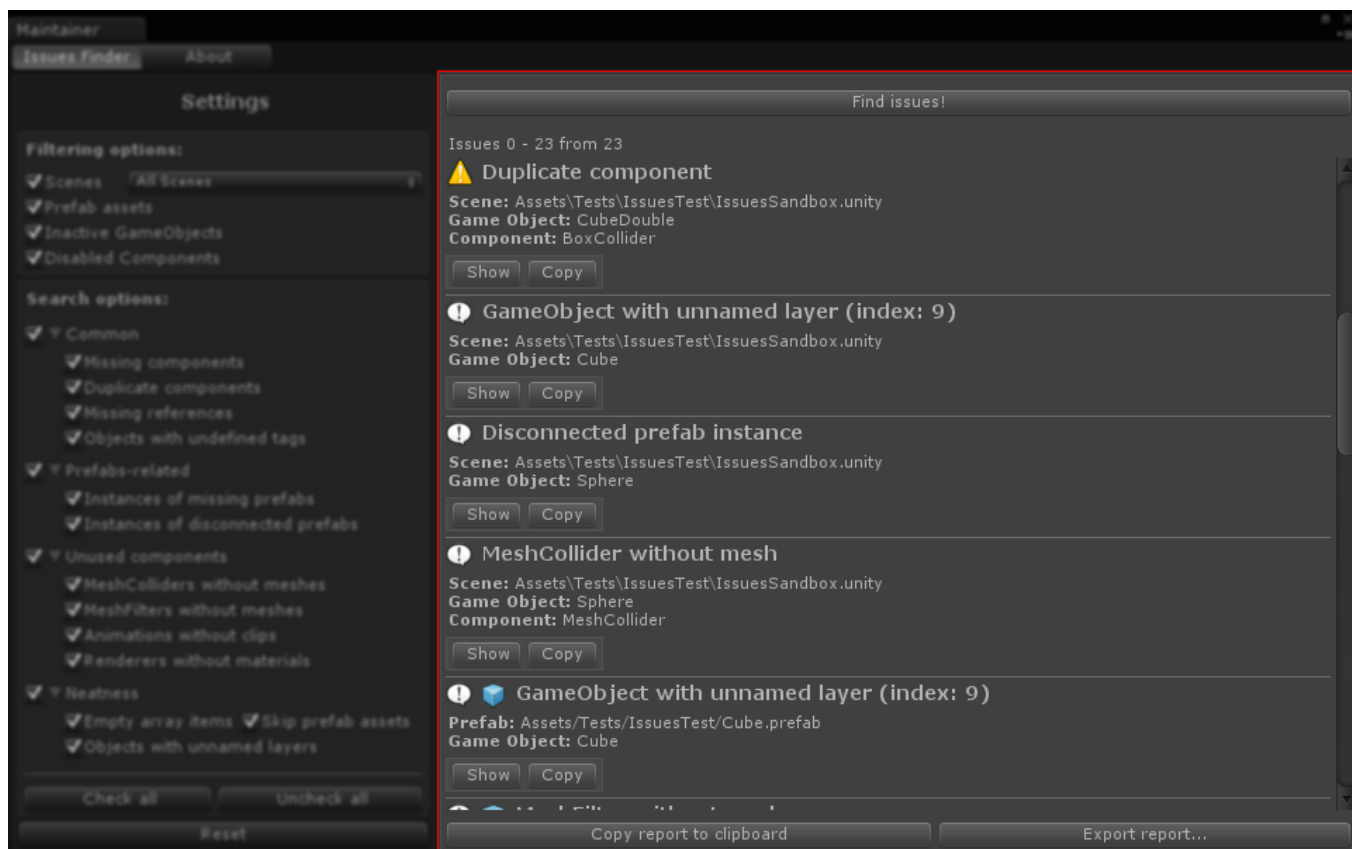 Maintainer
Issues Finder About
Settings
Filtering options:
Scenes All Scenes
Prefab assets
Inactive GameObjects
Disabled Components
Search options:
Common
Missing components
Duplicate components
Missing references
Objects with undefined tags
Prefabs-related
Instances of missing prefabs
Instances of disconnected prefabs
Unused components
MeshColliders without meshes
MeshFilters without meshes
Animations without clips
Renderers without materials
Neatness
Empty array items Skip prefab assets
Objects with unnamed layers
Check all Uncheck all
Reset
Find issues!
Issues 0 - 23 from 23
Duplicate component
Scene: Assets\Tests\IssuesTest\IssuesSandbox.unity
Game Object: CubeDouble
Component: BoxCollider
Show Copy
GameObject with unnamed layer (index: 9)
Scene: Assets\Tests\IssuesTest\IssuesSandbox.unity
Game Object: Cube
Show Copy
Disconnected prefab instance
Scene: Assets\Tests\IssuesTest\IssuesSandbox.unity
Game Object: Sphere
Show Copy
MeshCollider without mesh
Scene: Assets\Tests\IssuesTest\IssuesSandbox.unity
Game Object: Sphere
Component: MeshCollider
Show Copy
GameObject with unnamed layer (index: 9)
Prefab: Assets/Tests/IssuesTest/Cube.prefab
Game Object: Cube
Show Copy
Copy report to clipboard Export report...